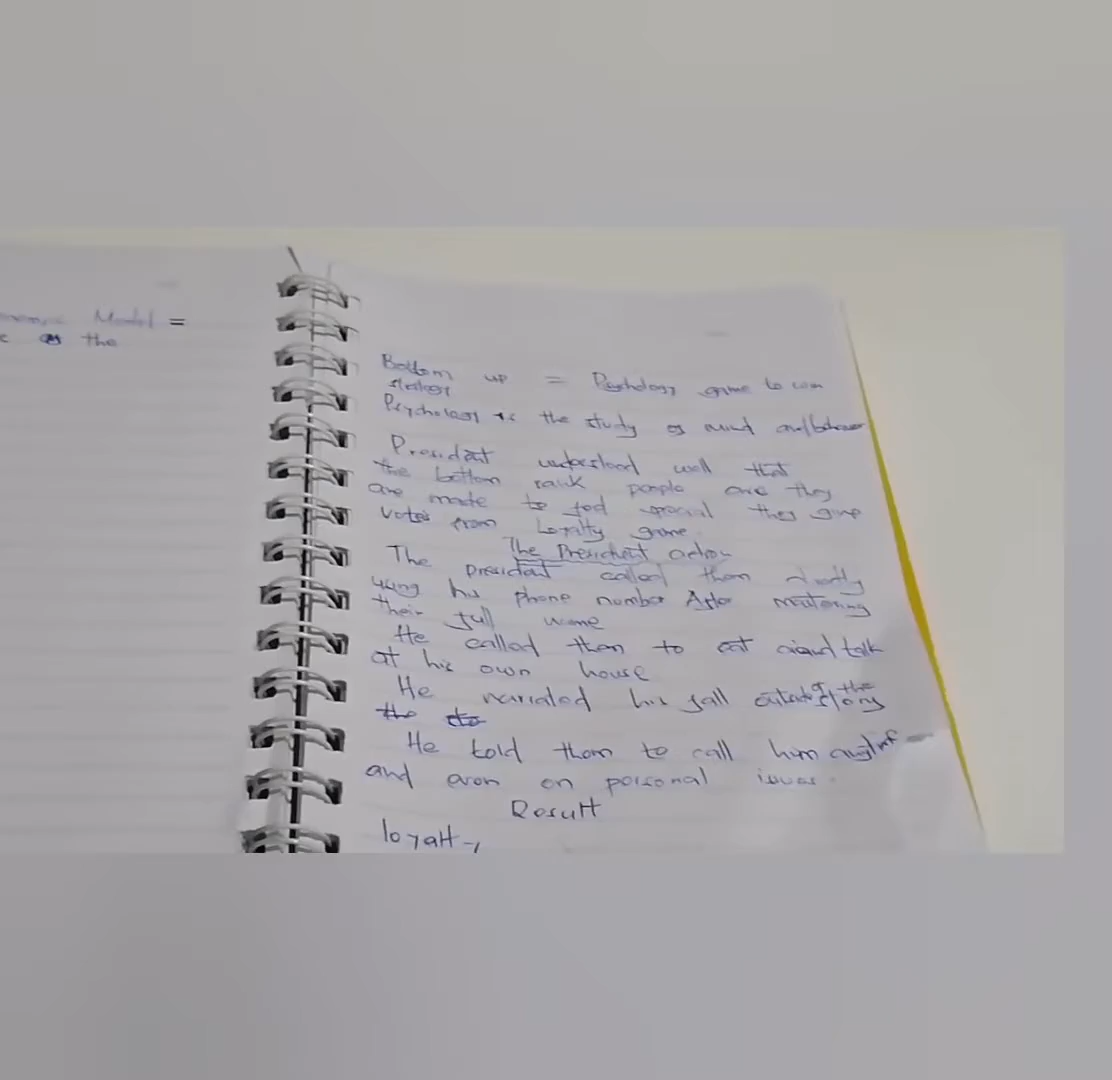 Model =
the
Bottom up = Psychology game to win
Psychology is the study of mind and behavior
President understood well that
the bottom rank people are they
are made to feel special they give
votes from Loyalty game.
The President action
The president called them directly
using his phone number After mentioning
their full name
He called them to eat and talk
at his own house
He narrated his full of the story
the
He told them to call him
and even on personal issues.
Result
loyalty